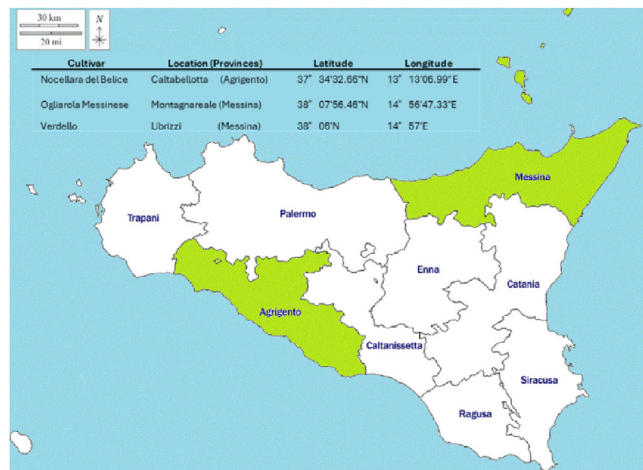 30 km
20 mi
N
Cultivar Location (Provinces) Latitude Longitude
Nocellara del Belice Caltabellotta (Agrigento) 37° 34'32.66"N 13° 13'06.99"E
Ogliarola Messinese Montagnareale (Messina) 38° 07'56.46"N 14° 56'47.33"E
Verdello Librizzi (Messina) 38° 06'N 14° 57'E
Messina
Trapani
Palermo
Enna
Catania
Agrigento
Caltanissetta
Siracusa
Ragusa